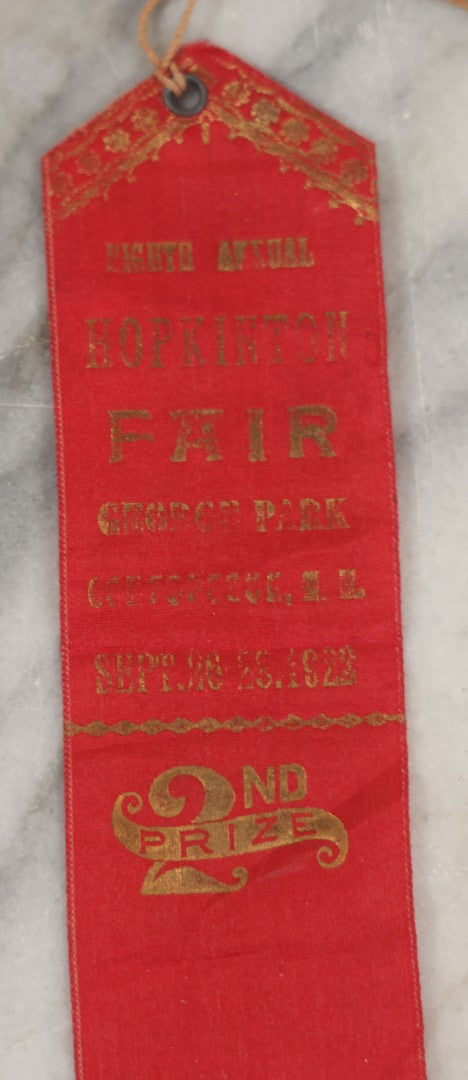 EIGHTH ANNUAL
HOPKINTON
FAIR
GEORGE PARK
CONTOOCOOK, N. H.
SEPT. 26-28. 1922
2ND
PRIZE